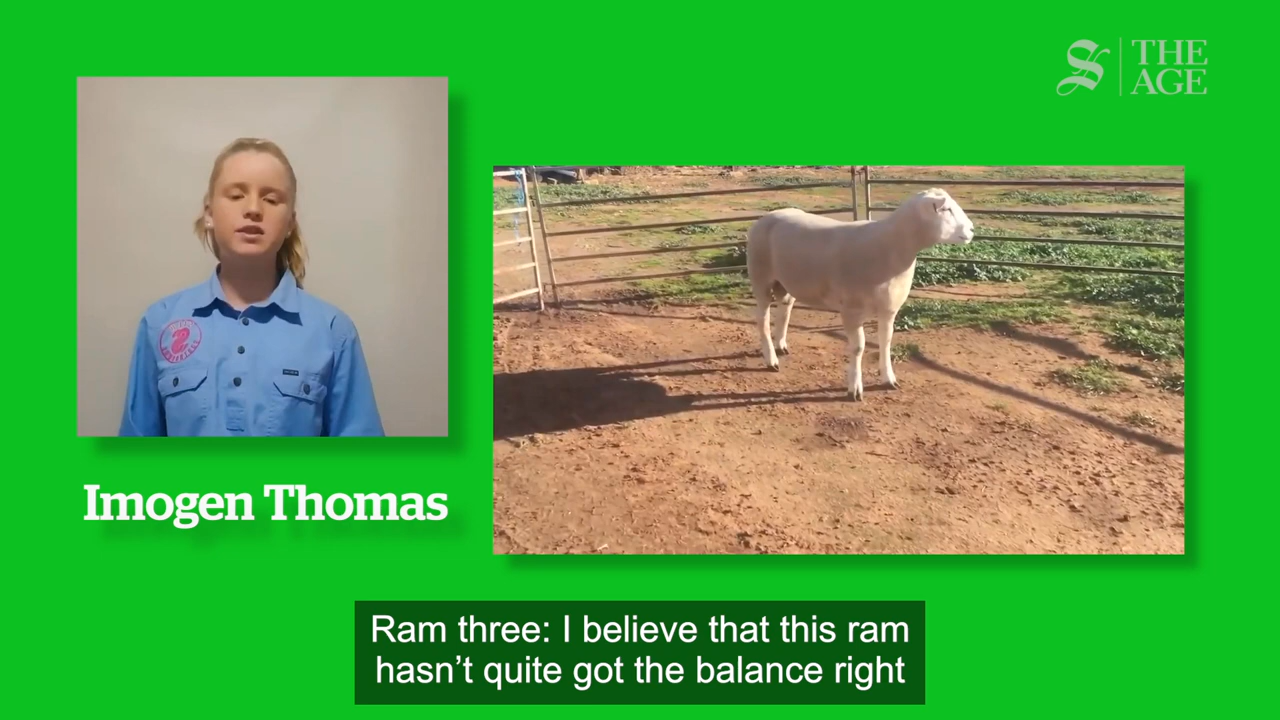 THE
AGE
Imogen Thomas
Ram three: I believe that this ram
hasn’t quite got the balance right